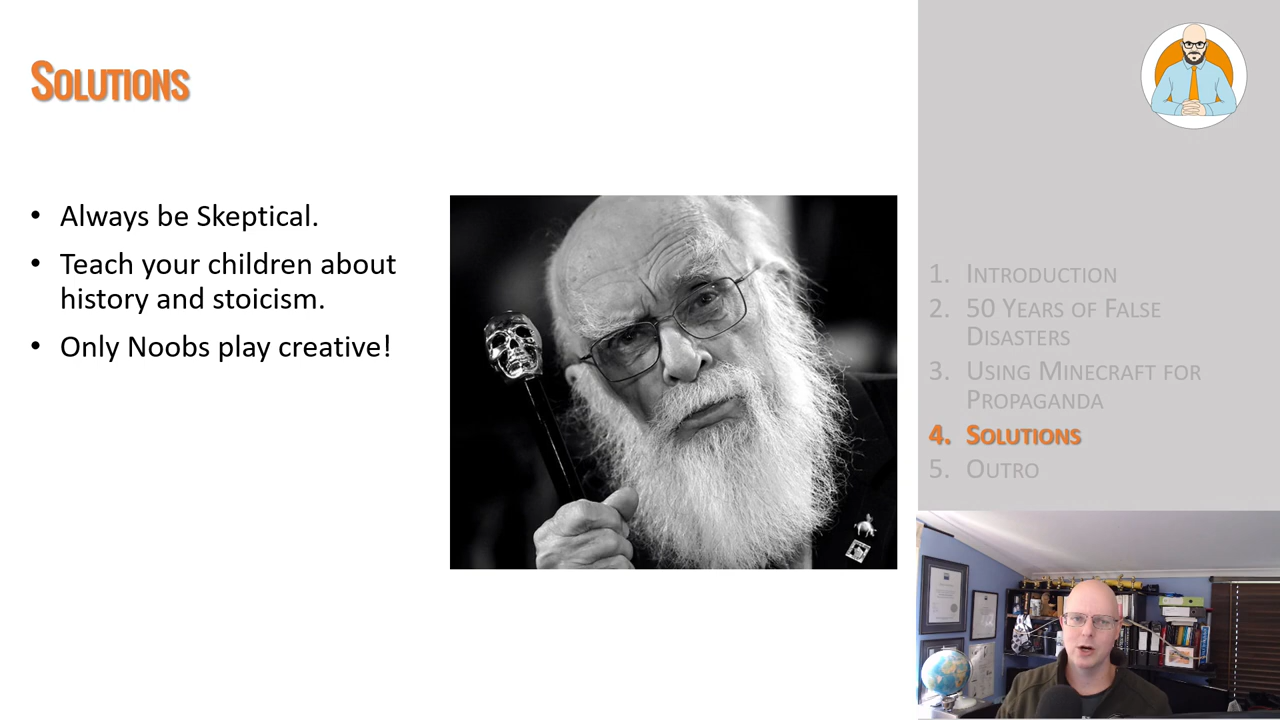 Solutions
• Always be Skeptical.
• Teach your children about
history and stoicism.
• Only Noobs play creative!
1. Introduction
2. 50 Years of False
Disasters
3. Using Minecraft for
Propaganda
4. Solutions
5. Outro